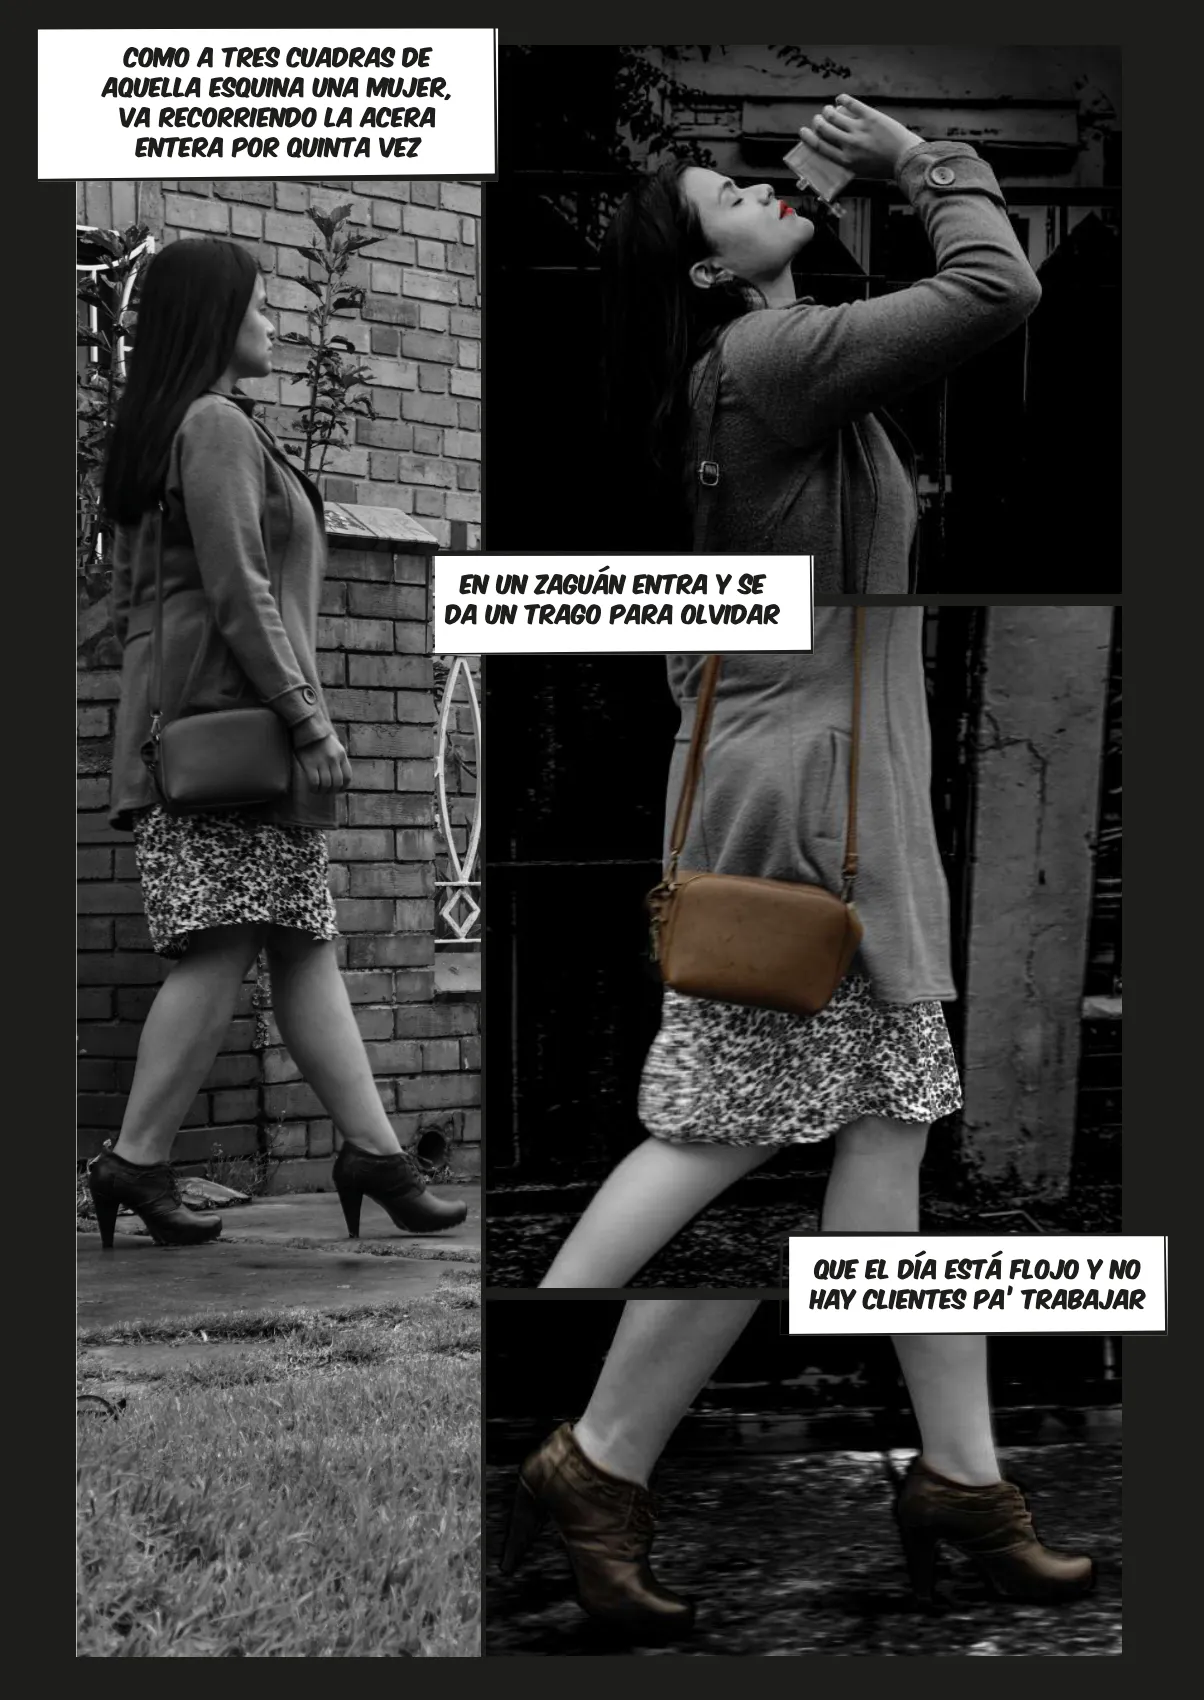 COMO A TRES CUADRAS DE
AQUELLA ESQUINA UNA MUJER,
VA RECORRIENDO LA ACERA
ENTERA POR QUINTA VEZ
EN UN ZAGUÁN ENTRA Y SE
DA UN TRAGO PARA OLVIDAR
QUE EL DÍA ESTÁ FLOJO Y NO
HAY CLIENTES PA' TRABAJAR